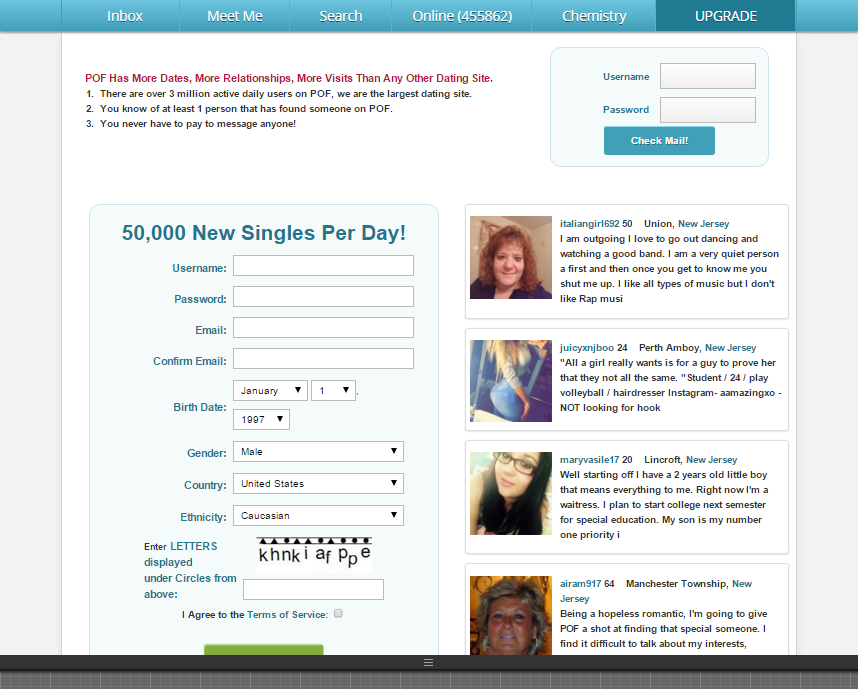 Inbox Meet Me Search Online (455862) Chemistry UPGRADE
POF Has More Dates, More Relationships, More Visits Than Any Other Dating Site.
1. There are over 3 million active daily users on POF, we are the largest dating site.
2. You know of at least 1 person that has found someone on POF.
3. You never have to pay to message anyone!
Username
Password
Check Mail!
50,000 New Singles Per Day!
Username:
Password:
Email:
Confirm Email:
Birth Date: January 1 .
1997
Gender: Male
Country: United States
Ethnicity: Caucasian
Enter LETTERS
displayed
under Circles from
above:
khnkiafppe
I Agree to the Terms of Service:
italiangirl692 50 Union, New Jersey
I am outgoing I love to go out dancing and
watching a good band. I am a very quiet person
a first and then once you get to know me you
shut me up. I like all types of music but I don't
like Rap musi
juicyxnjboo 24 Perth Amboy, New Jersey
"All a girl really wants is for a guy to prove her
that they not all the same. "Student / 24 / play
volleyball / hairdresser Instagram- aamazingxo -
NOT looking for hook
maryvasile17 20 Lincroft, New Jersey
Well starting off I have a 2 years old little boy
that means everything to me. Right now I'm a
waitress. I plan to start college next semester
for special education. My son is my number
one priority i
airam917 64 Manchester Township, New
Jersey
Being a hopeless romantic, I'm going to give
POF a shot at finding that special someone. I
find it difficult to talk about my interests,